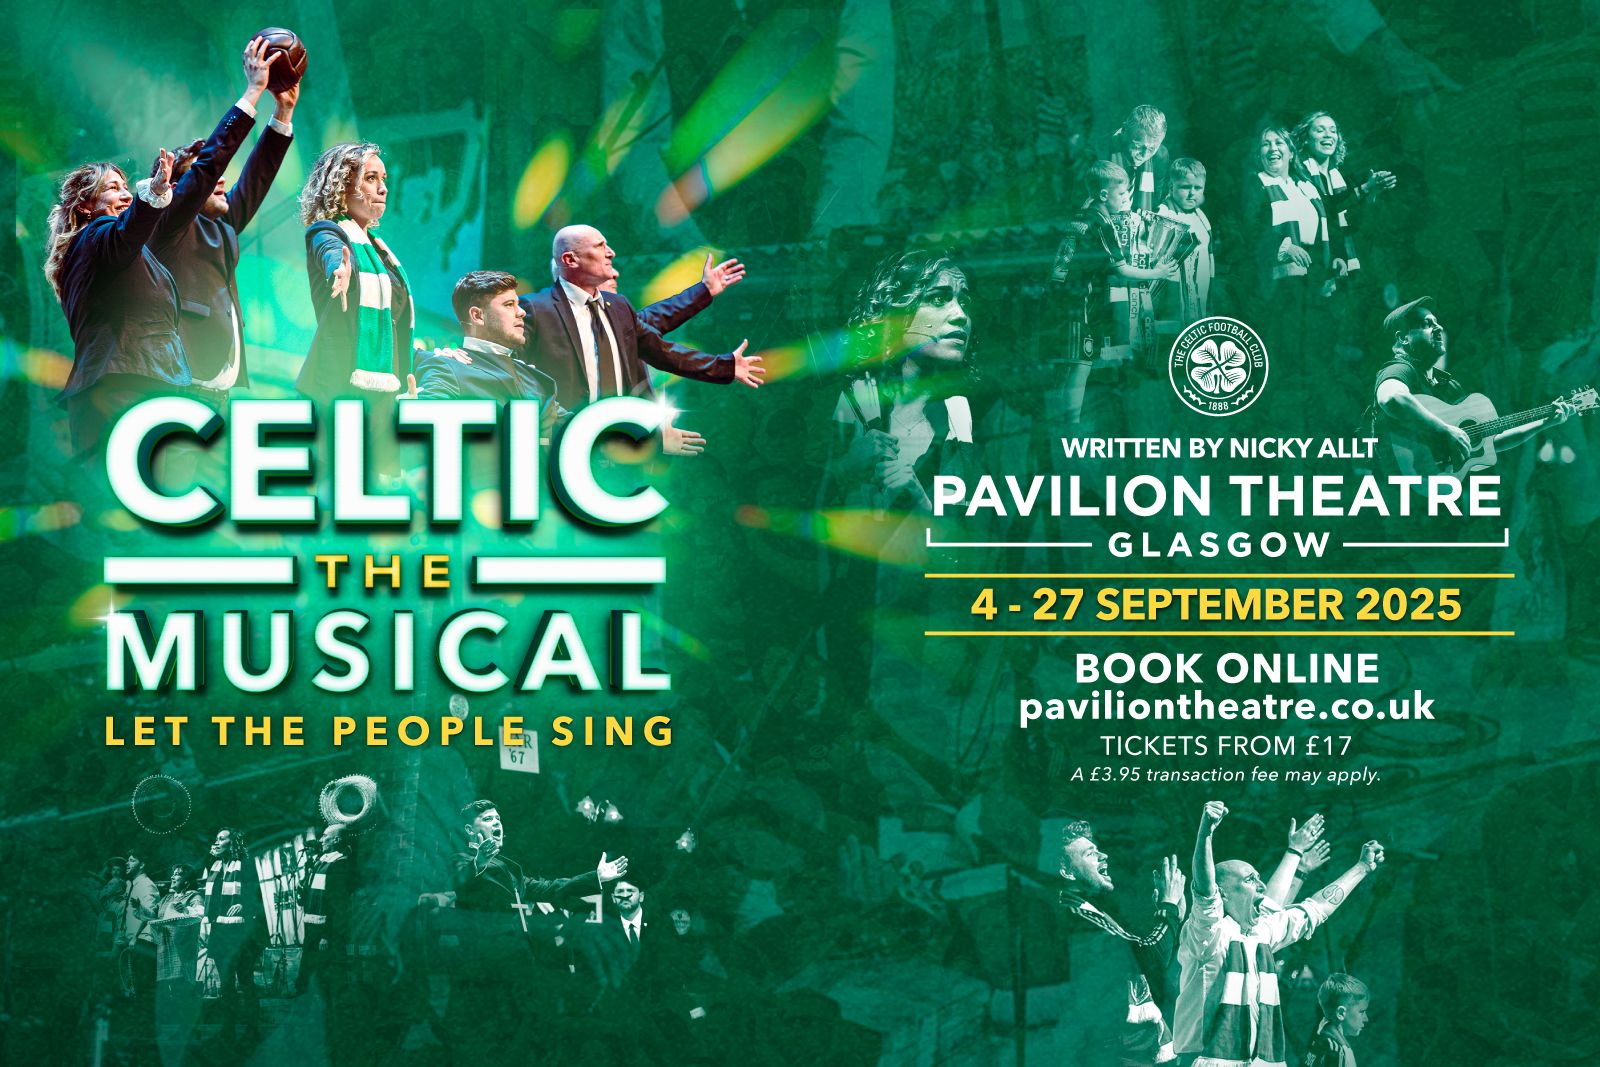 CELTIC
THE
MUSICAL
LET THE PEOPLE SING
'67
THE CELTIC FOOTBALL CLUB
1888
WRITTEN BY NICKY ALLT
PAVILION THEATRE
GLASGOW
4 - 27 SEPTEMBER 2025
BOOK ONLINE
paviliontheatre.co.uk
TICKETS FROM £17
A £3.95 transaction fee may apply.